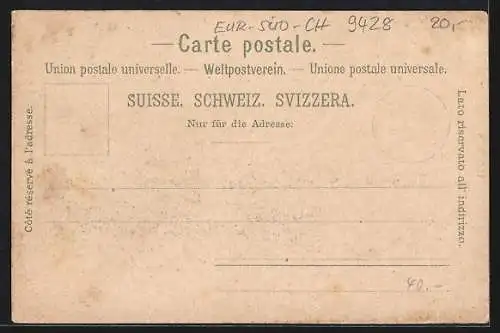 EUR-SÜD-CH 9428 20,-
Carte postale.
Union postale universelle. — Weltpostverein. — Unione postale universale.
SUISSE. SCHWEIZ. SVIZZERA.
Nur für die Adresse:
Côté réservé à l'adresse.
Lato riservato all' indirizzo.
40.-